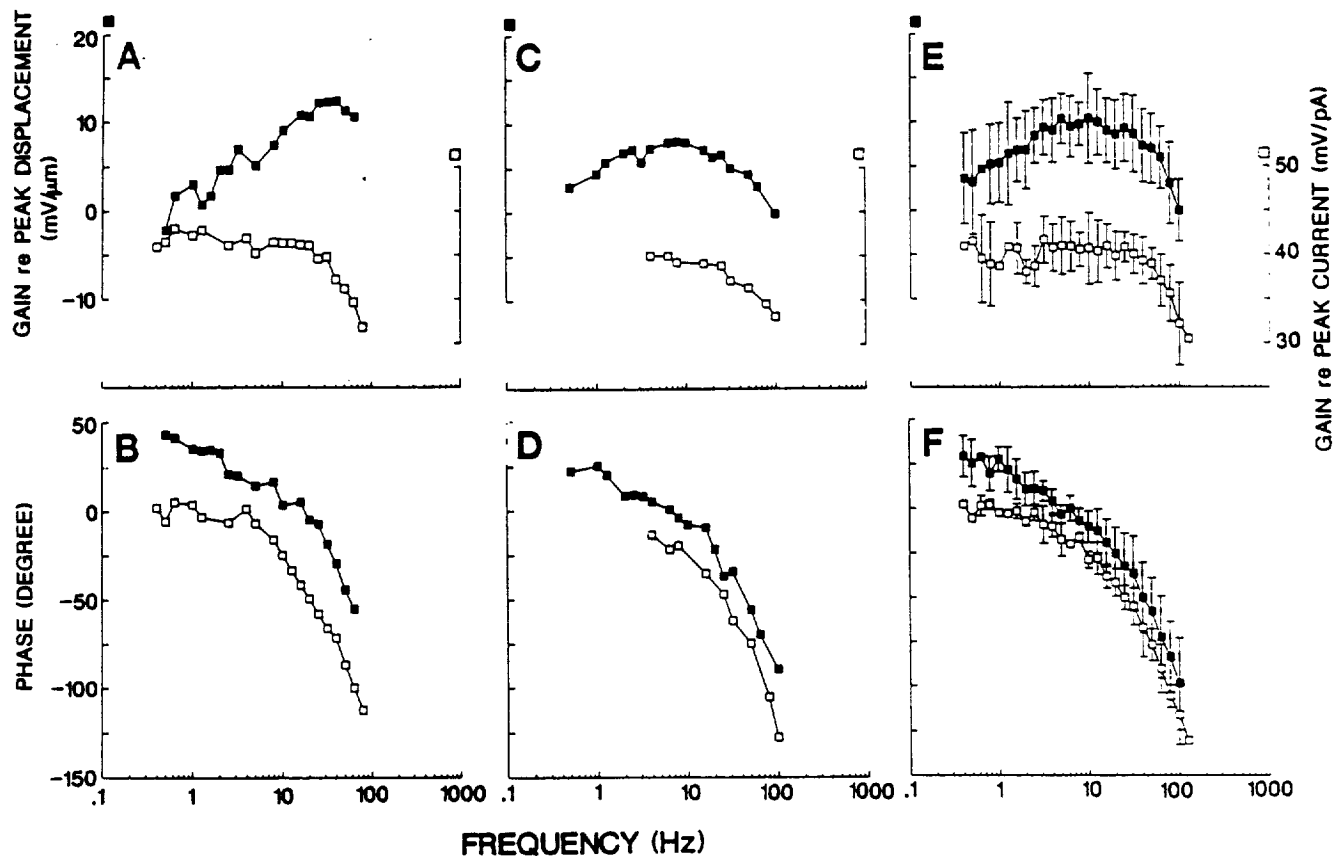 GAIN re PEAK DISPLACEMENT
(mV/μm)
20
10
0
−10
A
C
E
50
40
30
GAIN re PEAK CURRENT (mV/pA)
PHASE (DEGREE)
50
0
−50
−100
−150
B
D
F
.1 1 10 100 1000
.1 1 10 100 1000
.1 1 10 100 1000
FREQUENCY (Hz)